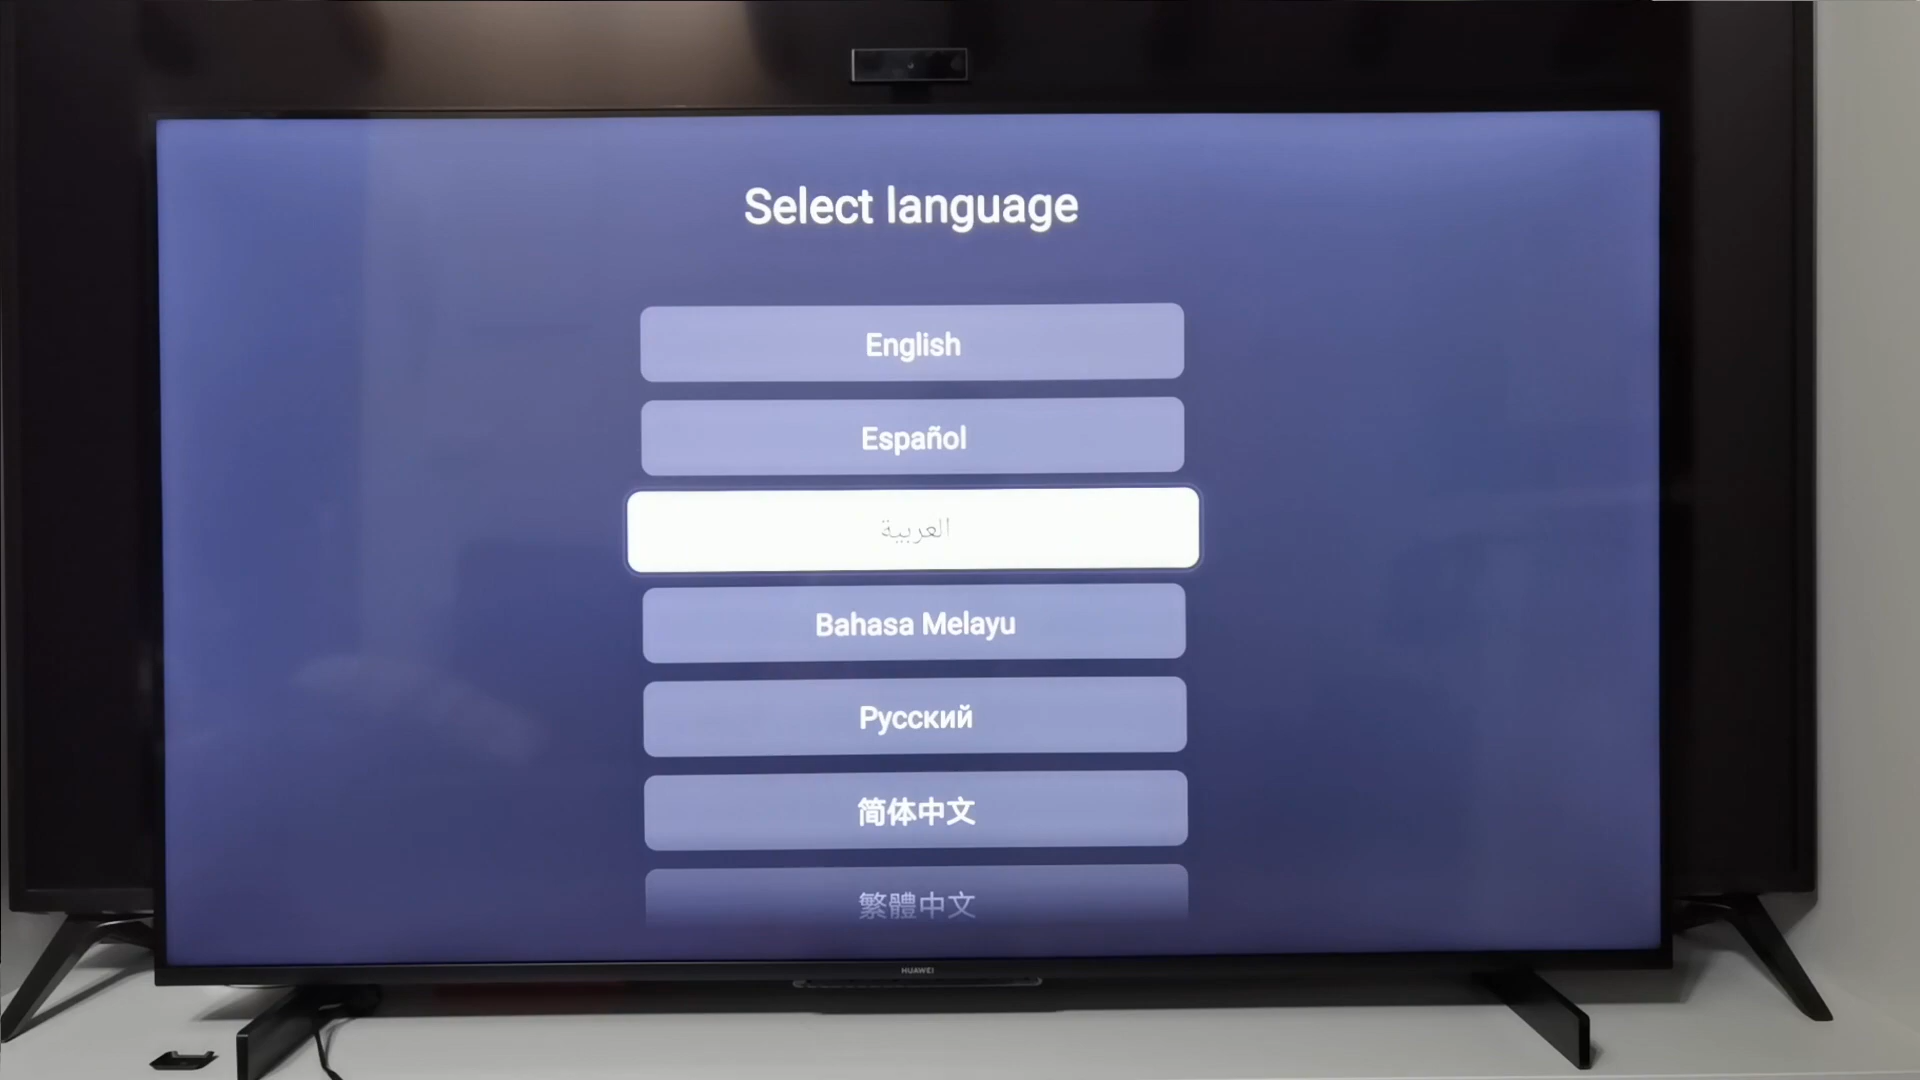 Select language
English
Español
العربية
Bahasa Melayu
Русский
简体中文
繁體中文
HUAWEI